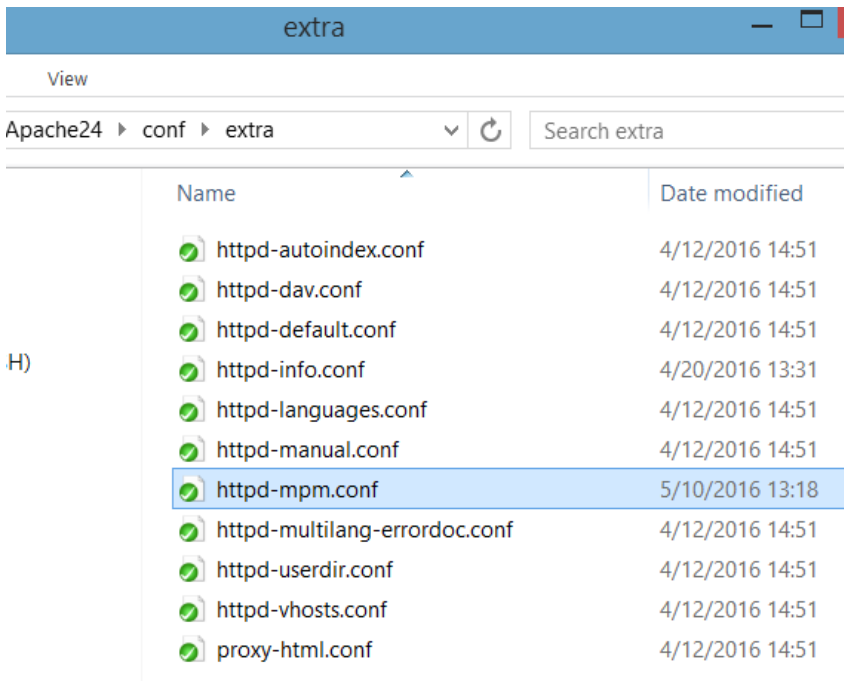 extra
View
Apache24 conf extra Search extra
Name Date modified
httpd-autoindex.conf 4/12/2016 14:51
httpd-dav.conf 4/12/2016 14:51
httpd-default.conf 4/12/2016 14:51
H) httpd-info.conf 4/20/2016 13:31
httpd-languages.conf 4/12/2016 14:51
httpd-manual.conf 4/12/2016 14:51
httpd-mpm.conf 5/10/2016 13:18
httpd-multilang-errordoc.conf 4/12/2016 14:51
httpd-userdir.conf 4/12/2016 14:51
httpd-vhosts.conf 4/12/2016 14:51
proxy-html.conf 4/12/2016 14:51